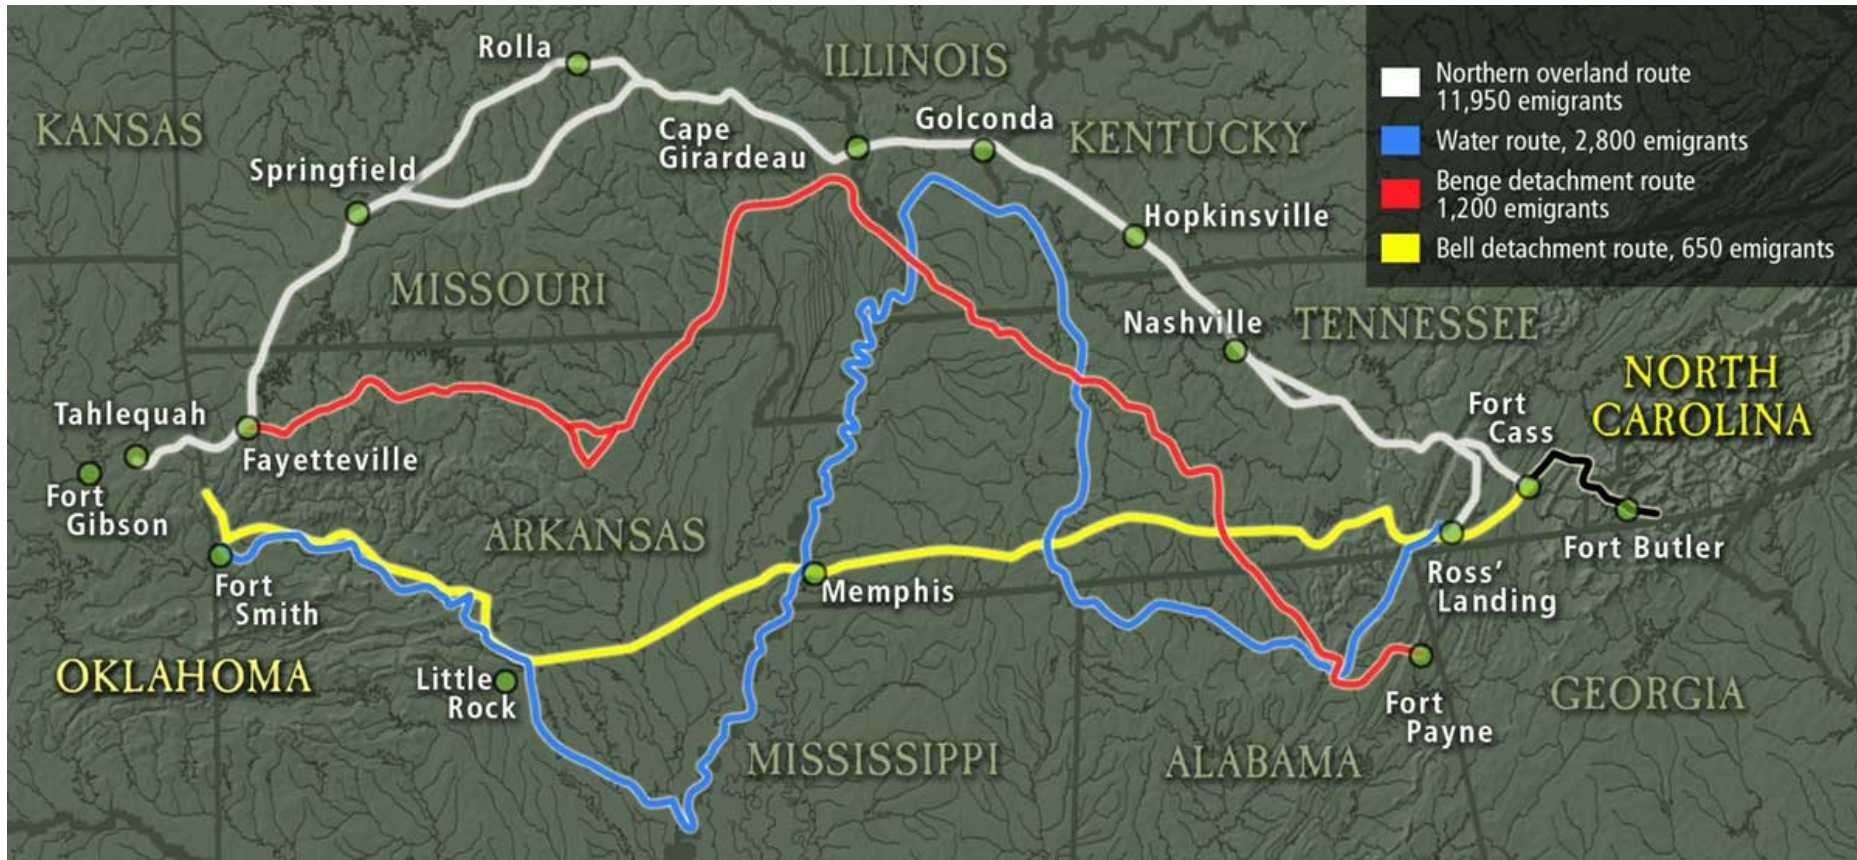 Rolla
ILLINOIS
Northern overland route
11,950 emigrants
Water route, 2,800 emigrants
Benge detachment route
1,200 emigrants
Bell detachment route, 650 emigrants
KANSAS
Cape
Girardeau
Golconda
KENTUCKY
Springfield
Hopkinsville
MISSOURI
Nashville
TENNESSEE
NORTH
CAROLINA
Tahlequah
Fort
Cass
Fayetteville
Fort
Gibson
ARKANSAS
Fort Butler
Fort
Smith
Memphis
Ross’
Landing
OKLAHOMA
Little
Rock
GEORGIA
Fort
Payne
MISSISSIPPI
ALABAMA